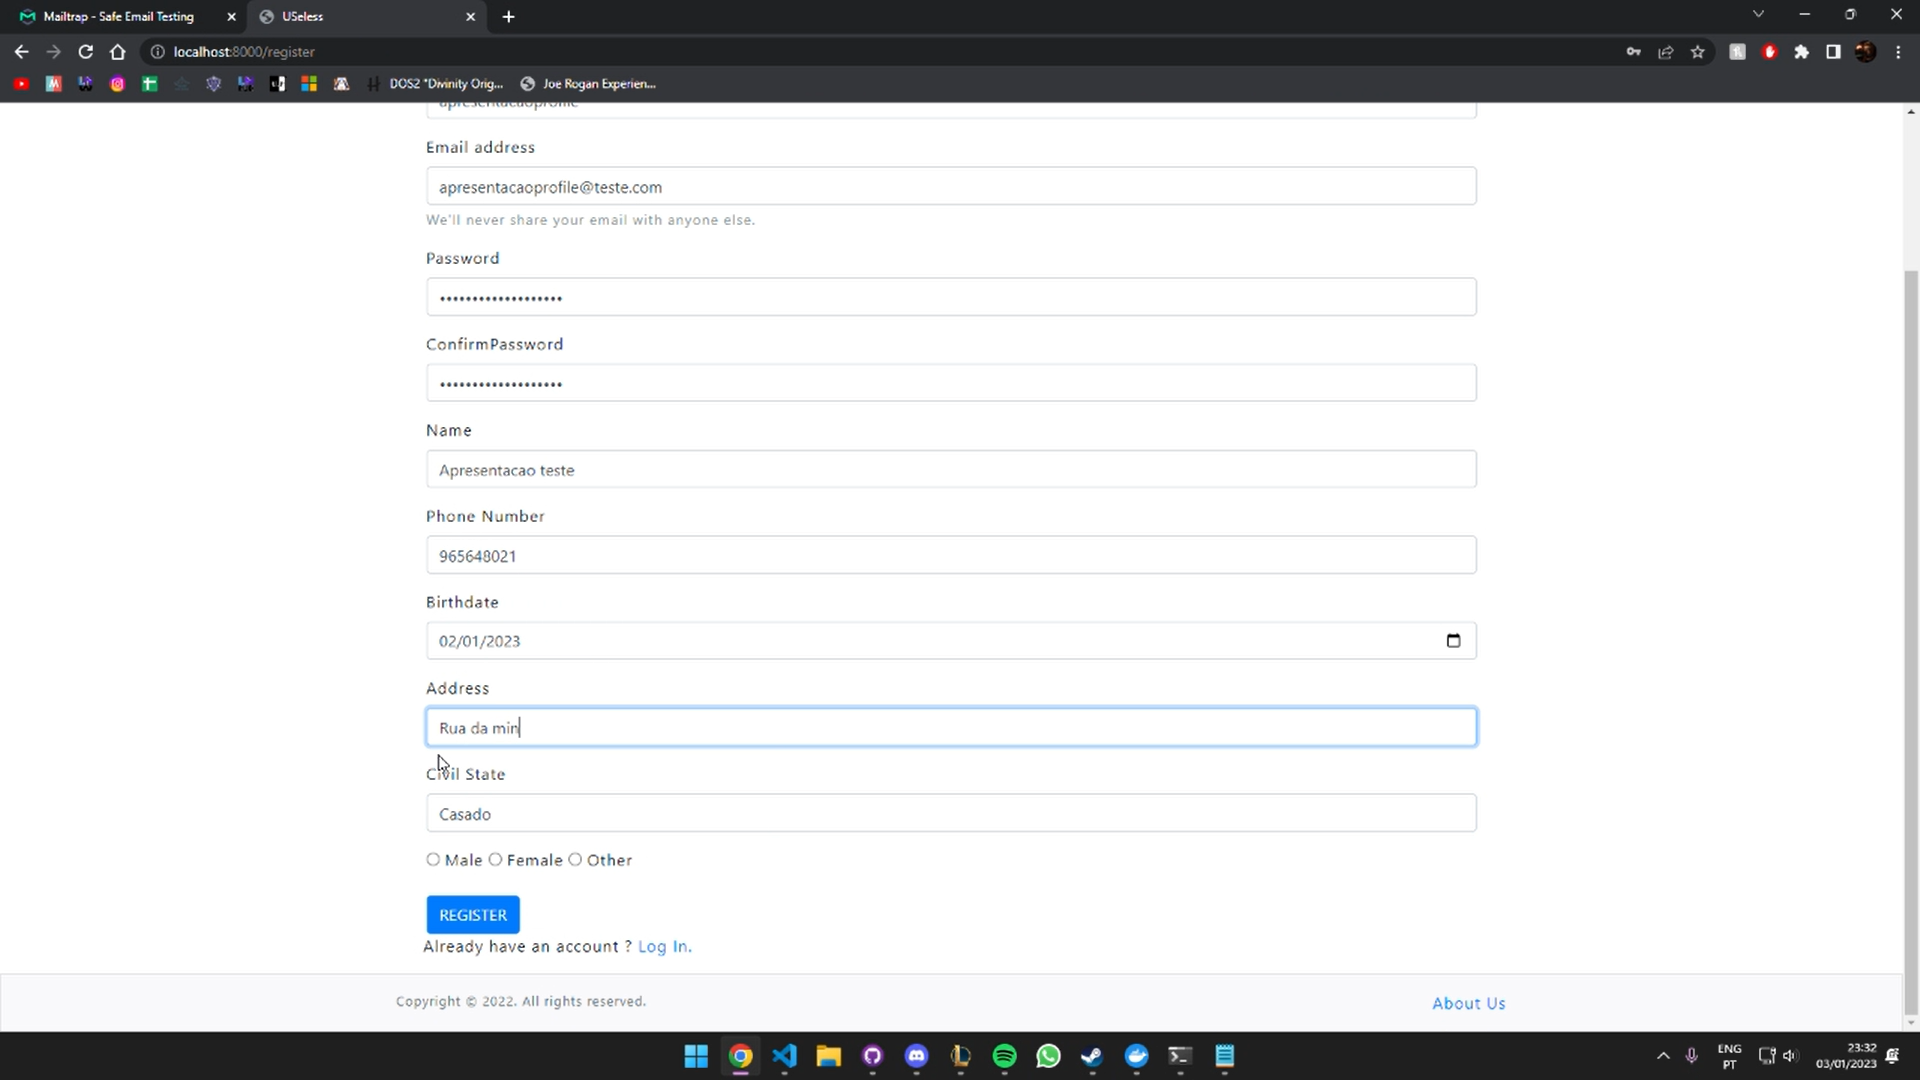 Mailtrap - Safe Email Testing
USeless
localhost:8000/register
DOS2 "Divinity Orig...
Joe Rogan Experien...
apresentacaoprofile
Email address
apresentacaoprofile@teste.com
We'll never share your email with anyone else.
Password
•••••••••••••••••••
ConfirmPassword
•••••••••••••••••••
Name
Apresentacao teste
Phone Number
965648021
Birthdate
02/01/2023
Address
Rua da min
Civil State
Casado
Male Female Other
REGISTER
Already have an account ? Log In.
Copyright © 2022. All rights reserved.
About Us
ENG
PT
23:32
03/01/2023